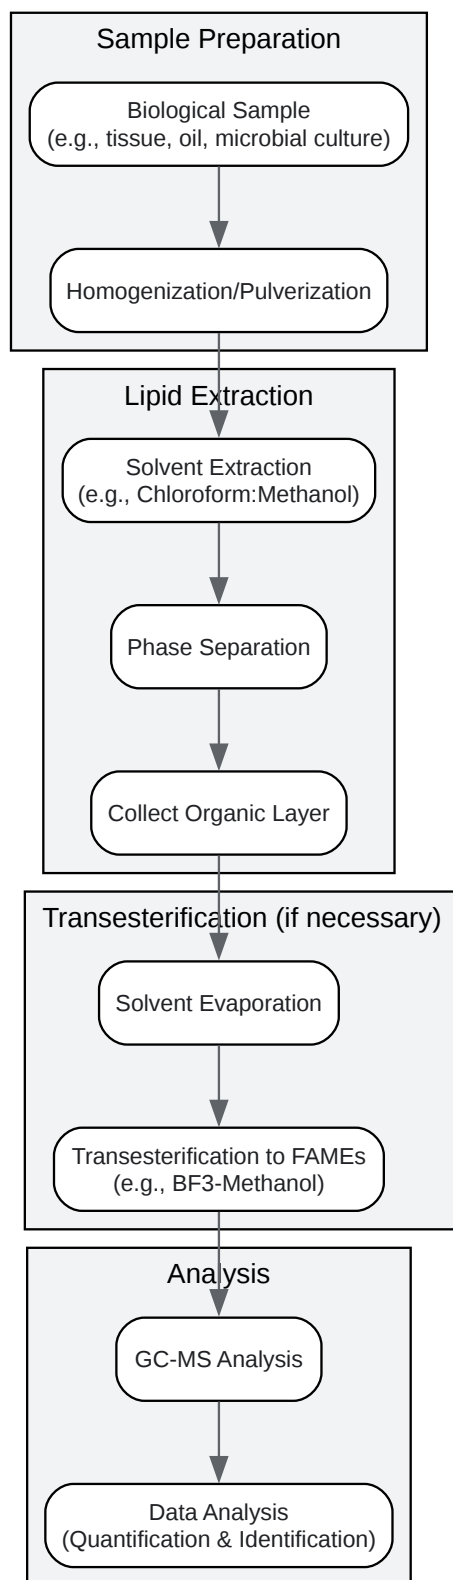 Sample Preparation
Biological Sample
(e.g., tissue, oil, microbial culture)
Homogenization/Pulverization
Lipid Extraction
Solvent Extraction
(e.g., Chloroform:Methanol)
Phase Separation
Collect Organic Layer
Transesterification (if necessary)
Solvent Evaporation
Transesterification to FAMEs
(e.g., BF3-Methanol)
Analysis
GC-MS Analysis
Data Analysis
(Quantification & Identification)